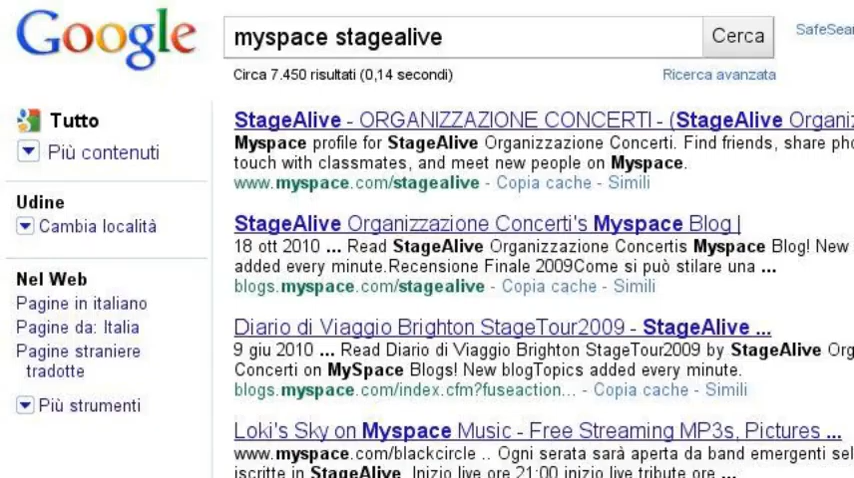 Google
myspace stagealive
Cerca
SafeSear
Circa 7.450 risultati (0,14 secondi)
Ricerca avanzata
Tutto
Più contenuti
Udine
Cambia località
Nel Web
Pagine in italiano
Pagine da: Italia
Pagine straniere
tradotte
Più strumenti
StageAlive - ORGANIZZAZIONE CONCERTI - (StageAlive Organiz
Myspace profile for StageAlive Organizzazione Concerti. Find friends, share pho
touch with classmates, and meet new people on Myspace.
www.myspace.com/stagealive - Copia cache - Simili
StageAlive Organizzazione Concerti's Myspace Blog |
18 ott 2010 ... Read StageAlive Organizzazione Concertis Myspace Blog! New
added every minute.Recensione Finale 2009Come si può stilare una ...
blogs.myspace.com/stagealive - Copia cache - Simili
Diario di Viaggio Brighton StageTour2009 - StageAlive ...
9 giu 2010 ... Read Diario di Viaggio Brighton StageTour2009 by StageAlive Org
Concerti on MySpace Blogs! New blogTopics added every minute.
blogs.myspace.com/index.cfm?fuseaction... - Copia cache - Simili
Loki's Sky on Myspace Music - Free Streaming MP3s, Pictures ...
www.myspace.com/blackcircle .. Ogni serata sarà aperta da band emergenti sel
iscritte in StageAlive. Inizio live ore 21:00 inizio live tribute ore ...